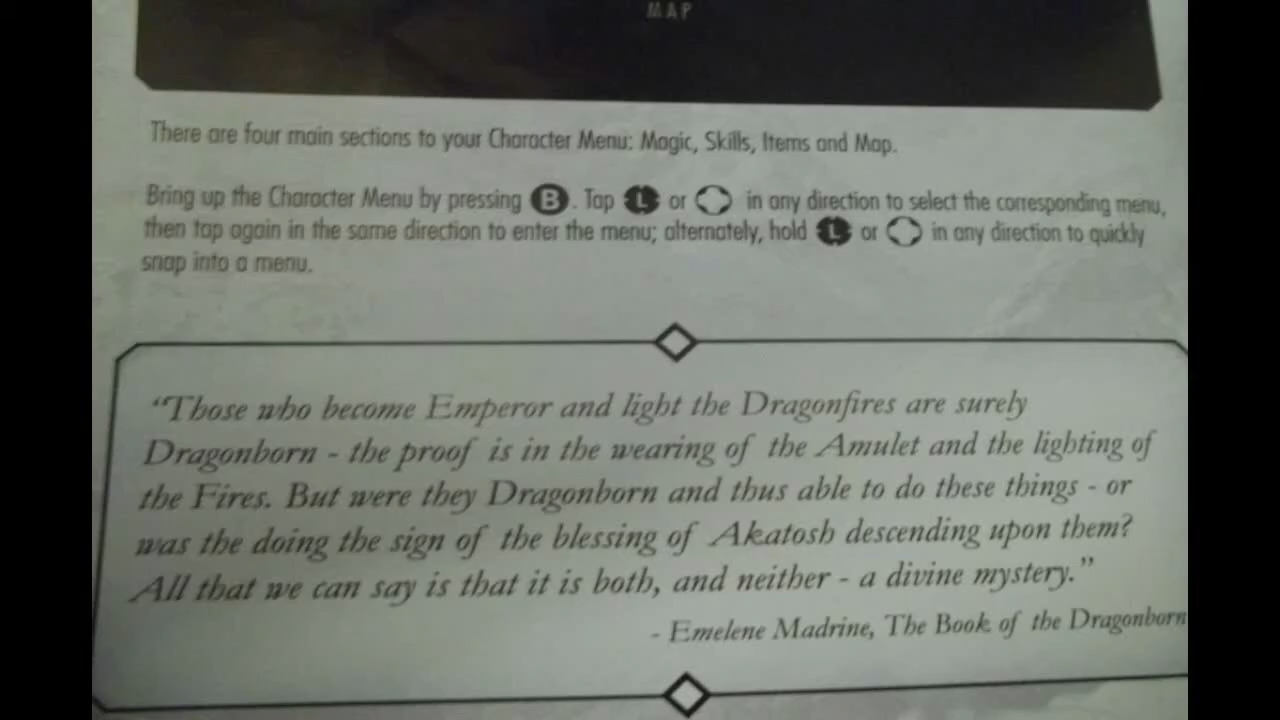 MAP
There are four main sections to your Character Menu: Magic, Skills, Items and Map.
Bring up the Character Menu by pressing B. Tap L or in any direction to select the corresponding menu,
then tap again in the same direction to enter the menu; alternately, hold L or in any direction to quickly
snap into a menu.
"Those who become Emperor and light the Dragonfires are surely
Dragonborn - the proof is in the wearing of the Amulet and the lighting of
the Fires. But were they Dragonborn and thus able to do these things - or
was the doing the sign of the blessing of Akatosh descending upon them?
All that we can say is that it is both, and neither - a divine mystery."
- Emelene Madrine, The Book of the Dragonborn